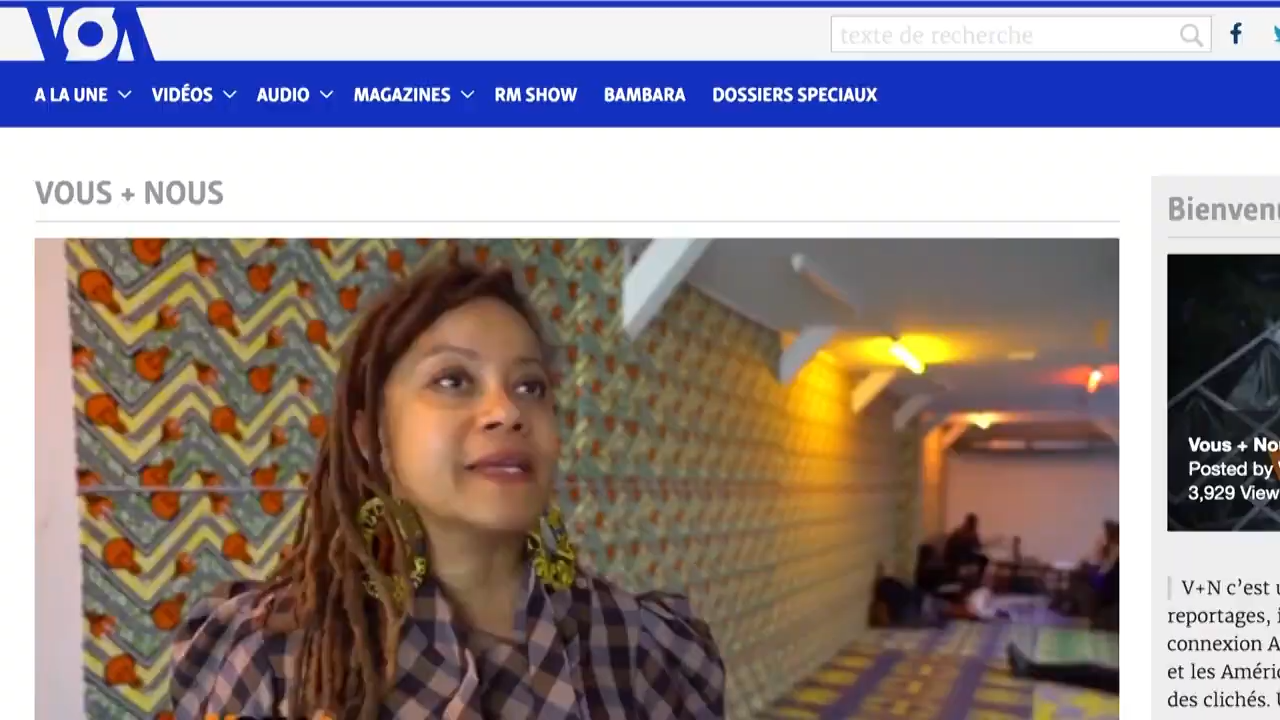 VOA
texte de recherche
A LA UNE VIDÉOS AUDIO MAGAZINES RM SHOW BAMBARA DOSSIERS SPECIAUX
VOUS + NOUS
Bienven
Vous + No
Posted by
3,929 View
V+N c'est
reportages,
connexion A
et les Améri
des clichés.